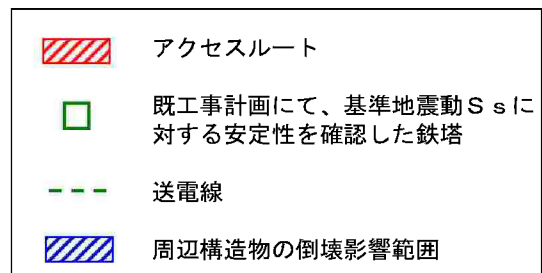 アクセスルート
既工事計画にて、基準地震動Ｓｓに
対する安定性を確認した鉄塔
送電線
周辺構造物の倒壊影響範囲